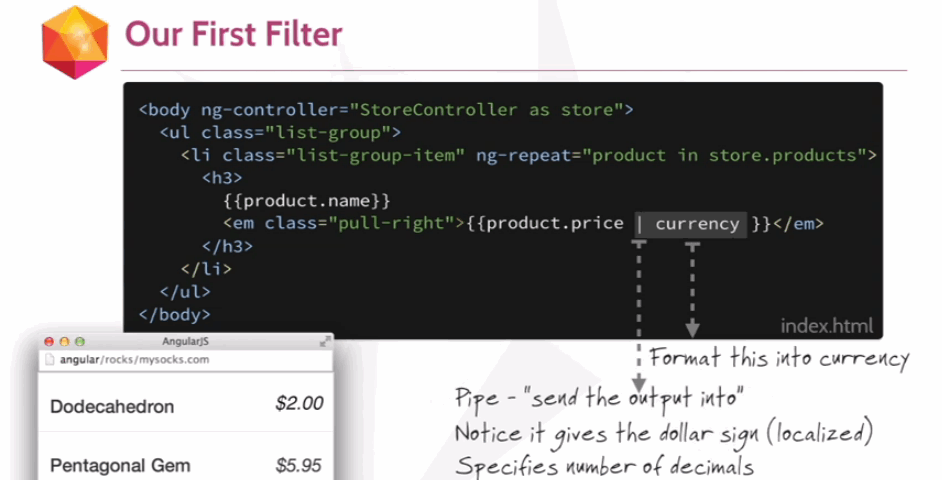 Our First Filter
<body ng-controller="StoreController as store">
<ul class="list-group">
<li class="list-group-item" ng-repeat="product in store.products">
<h3>
{{product.name}}
<em class="pull-right">{{product.price | currency }}</em>
</h3>
</li>
</ul>
</body>
index.html
Format this into currency
Pipe - "send the output into"
Notice it gives the dollar sign (localized)
Specifies number of decimals
AngularJS
angular/rocks/mysocks.com
Dodecahedron $2.00
Pentagonal Gem $5.95